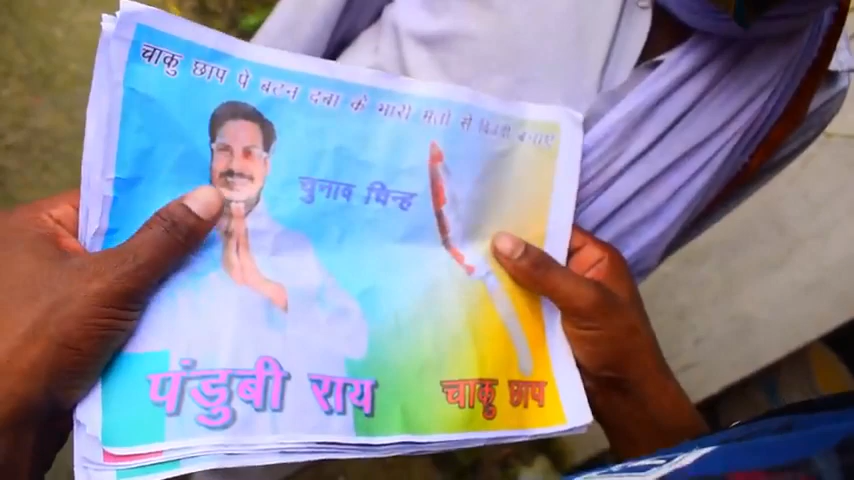 चाकु छाप पे बटन दबा के भारी मतो से विजयी बनाए
चुनाव चिन्ह
पंडुबी राय
चाकु छाप